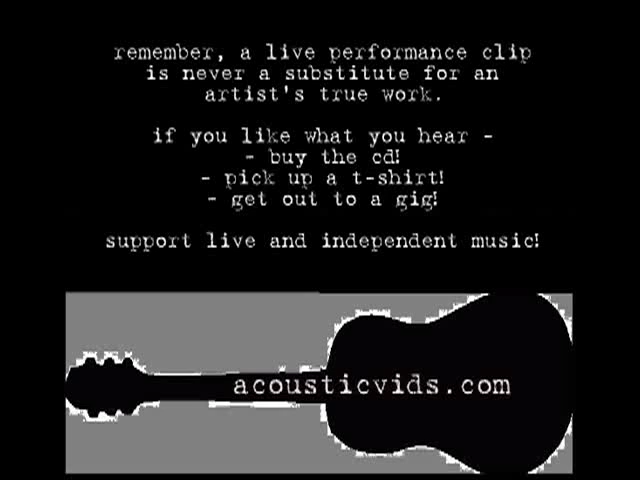 remember, a live performance clip
is never a substitute for an
artist's true work.
if you like what you hear -
- buy the cd!
- pick up a t-shirt!
- get out to a gig!
support live and independent music!
acousticvids.com